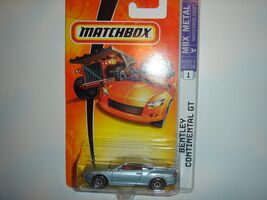 MATCHBOX
MBX METAL
1
BENTLEY
CONTINENTAL GT